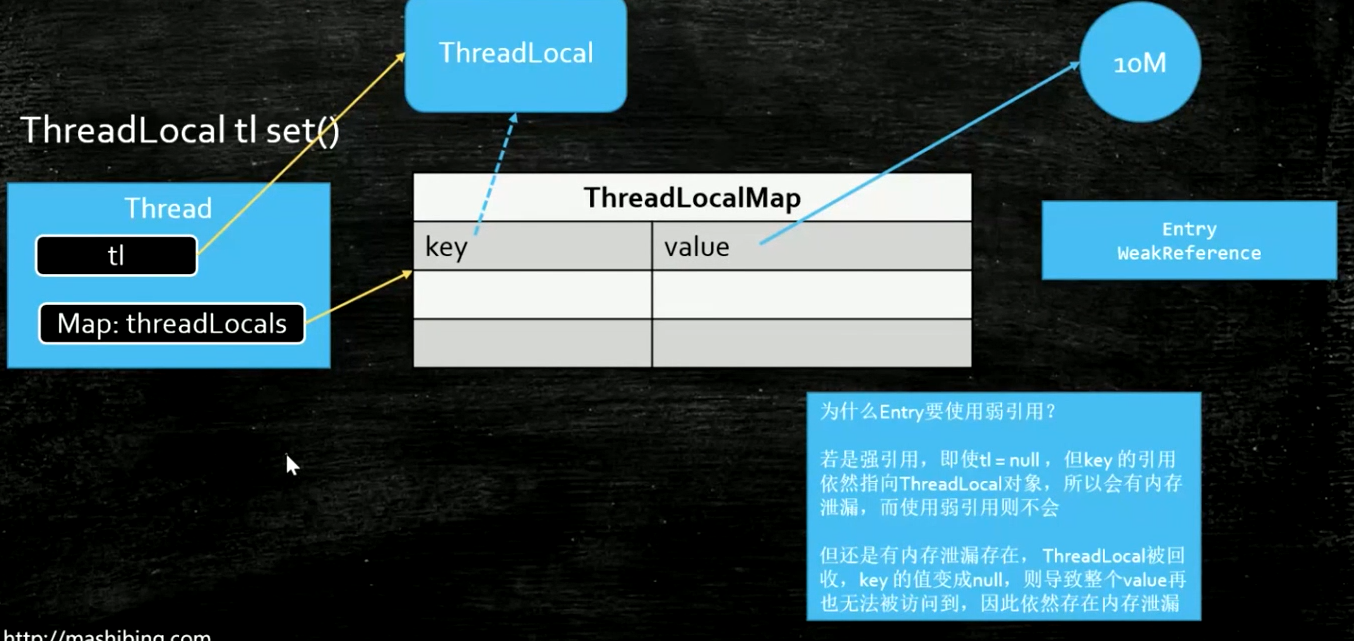 ThreadLocal
10M
ThreadLocal tl set()
ThreadLocalMap
Thread
key
value
Entry
WeakReference
tl
Map: threadLocals
为什么Entry要使用弱引用？
若是强引用，即使tl = null ，但key 的引用
依然指向ThreadLocal对象，所以会有内存
泄漏，而使用弱引用则不会
但还是有内存泄漏存在， ThreadLocal被回
收，key 的值变成null，则导致整个value再
也无法被访问到，因此依然存在内存泄漏
http://mashibing.com